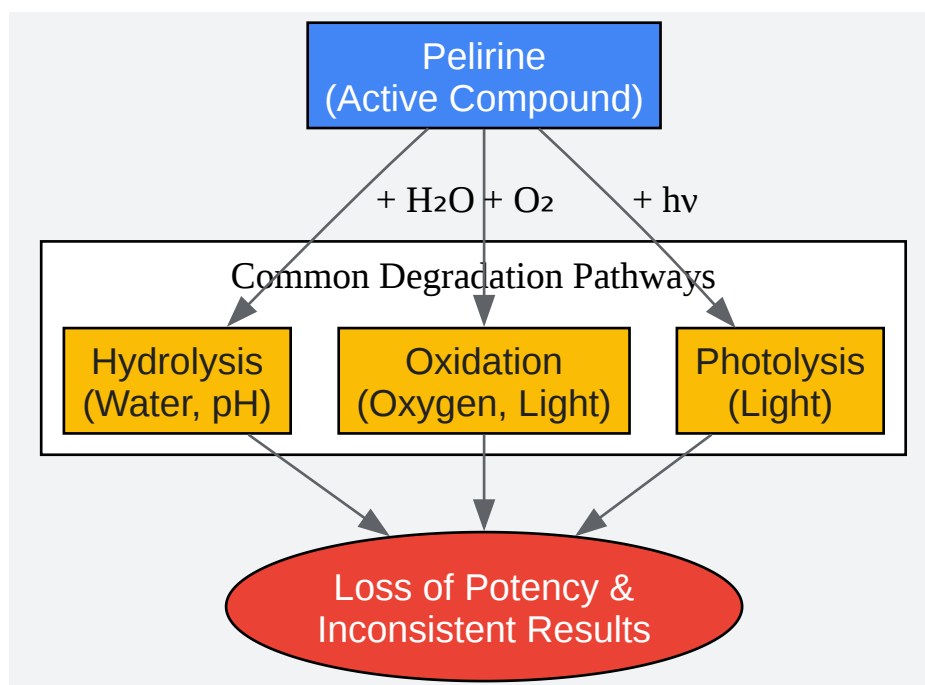 Pelirine
(Active Compound)
+ H₂O + O₂ + hν
Common Degradation Pathways
Hydrolysis
(Water, pH)
Oxidation
(Oxygen, Light)
Photolysis
(Light)
Loss of Potency &
Inconsistent Results